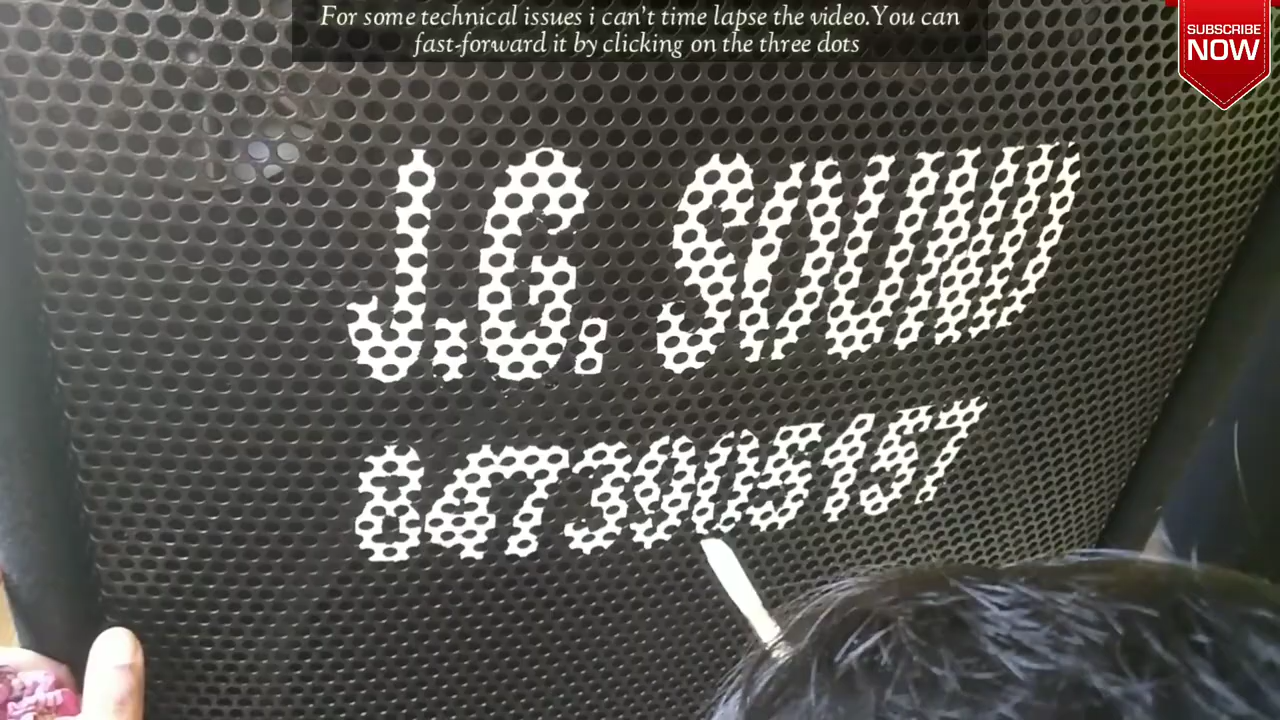 For some technical issues i can't time lapse the video.You can
fast-forward it by clicking on the three dots
SUBSCRIBE
NOW
J.G. SOUND
8473905157